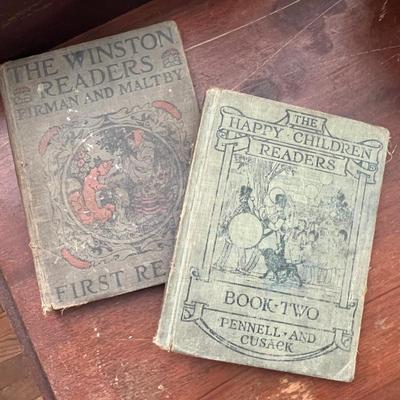 THE WINSTON
READERS
FIRMAN AND MALTBY
FIRST RE
THE
HAPPY CHILDREN
READERS
BOOK-TWO
PENNELL AND
CUSACK